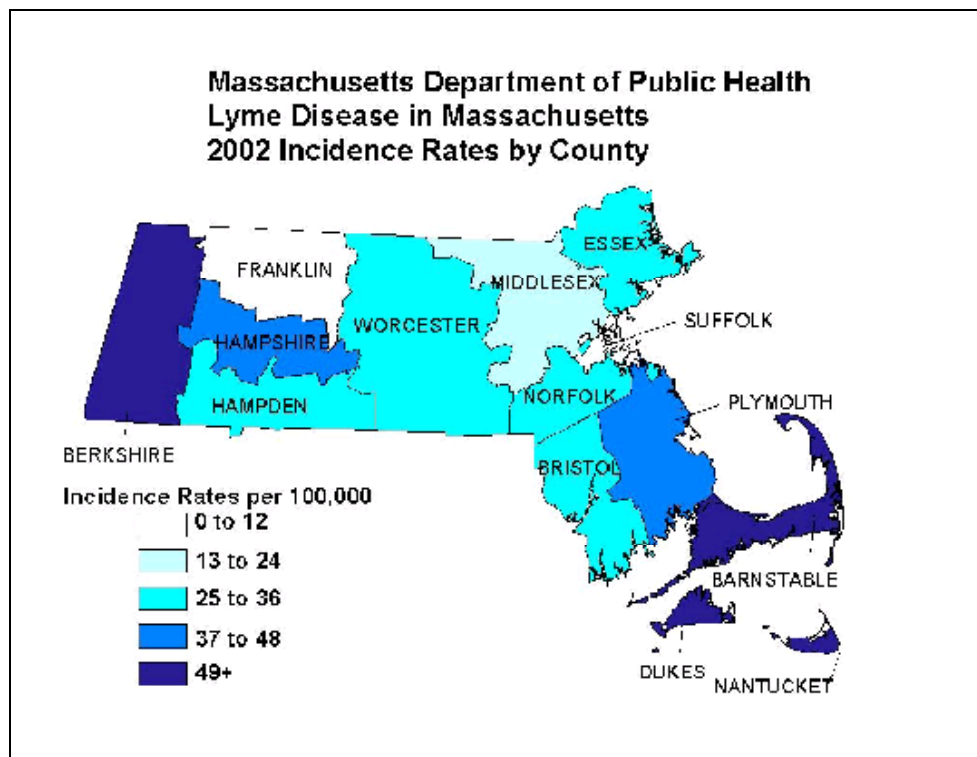 Massachusetts Department of Public Health
Lyme Disease in Massachusetts
2002 Incidence Rates by County
ESSEX
FRANKLIN
MIDDLESEX
SUFFOLK
WORCESTER
HAMPSHIRE
NORFOLK
PLYMOUTH
HAMPDEN
BERKSHIRE
BRISTOL
Incidence Rates per 100,000
0 to 12
13 to 24
25 to 36
37 to 48
49+
BARNSTABLE
DUKES
NANTUCKET